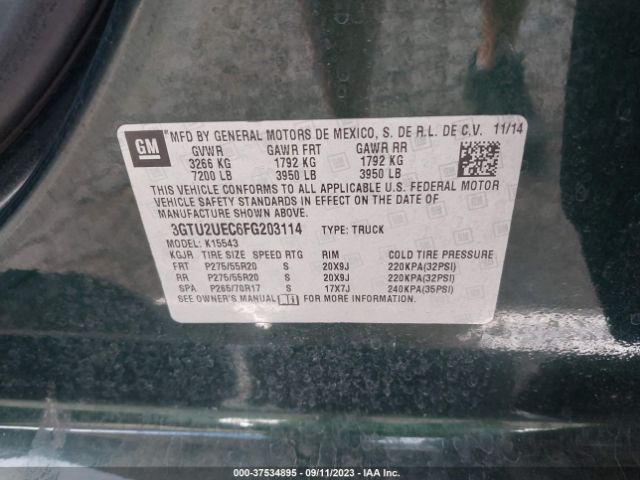 GM
MFD BY GENERAL MOTORS DE MEXICO, S. DE R.L. DE C.V. 11/14
GVWR GAWR FRT GAWR RR
3266 KG 1792 KG 1792 KG
7200 LB 3950 LB 3950 LB
THIS VEHICLE CONFORMS TO ALL APPLICABLE U.S. FEDERAL MOTOR
VEHICLE SAFETY STANDARDS IN EFFECT ON THE DATE OF
MANUFACTURE SHOWN ABOVE.
3GTU2UEC6FG203114 TYPE: TRUCK
MODEL: K15543
KGJR TIRE SIZE SPEED RTG RIM COLD TIRE PRESSURE
FRT P275/55R20 S 20X9J 220KPA(32PSI)
RR P275/55R20 S 20X9J 220KPA(32PSI)
SPA P265/70R17 S 17X7J 240KPA(35PSI)
SEE OWNER'S MANUAL FOR MORE INFORMATION.
000-37534895 - 09/11/2023 - IAA Inc.